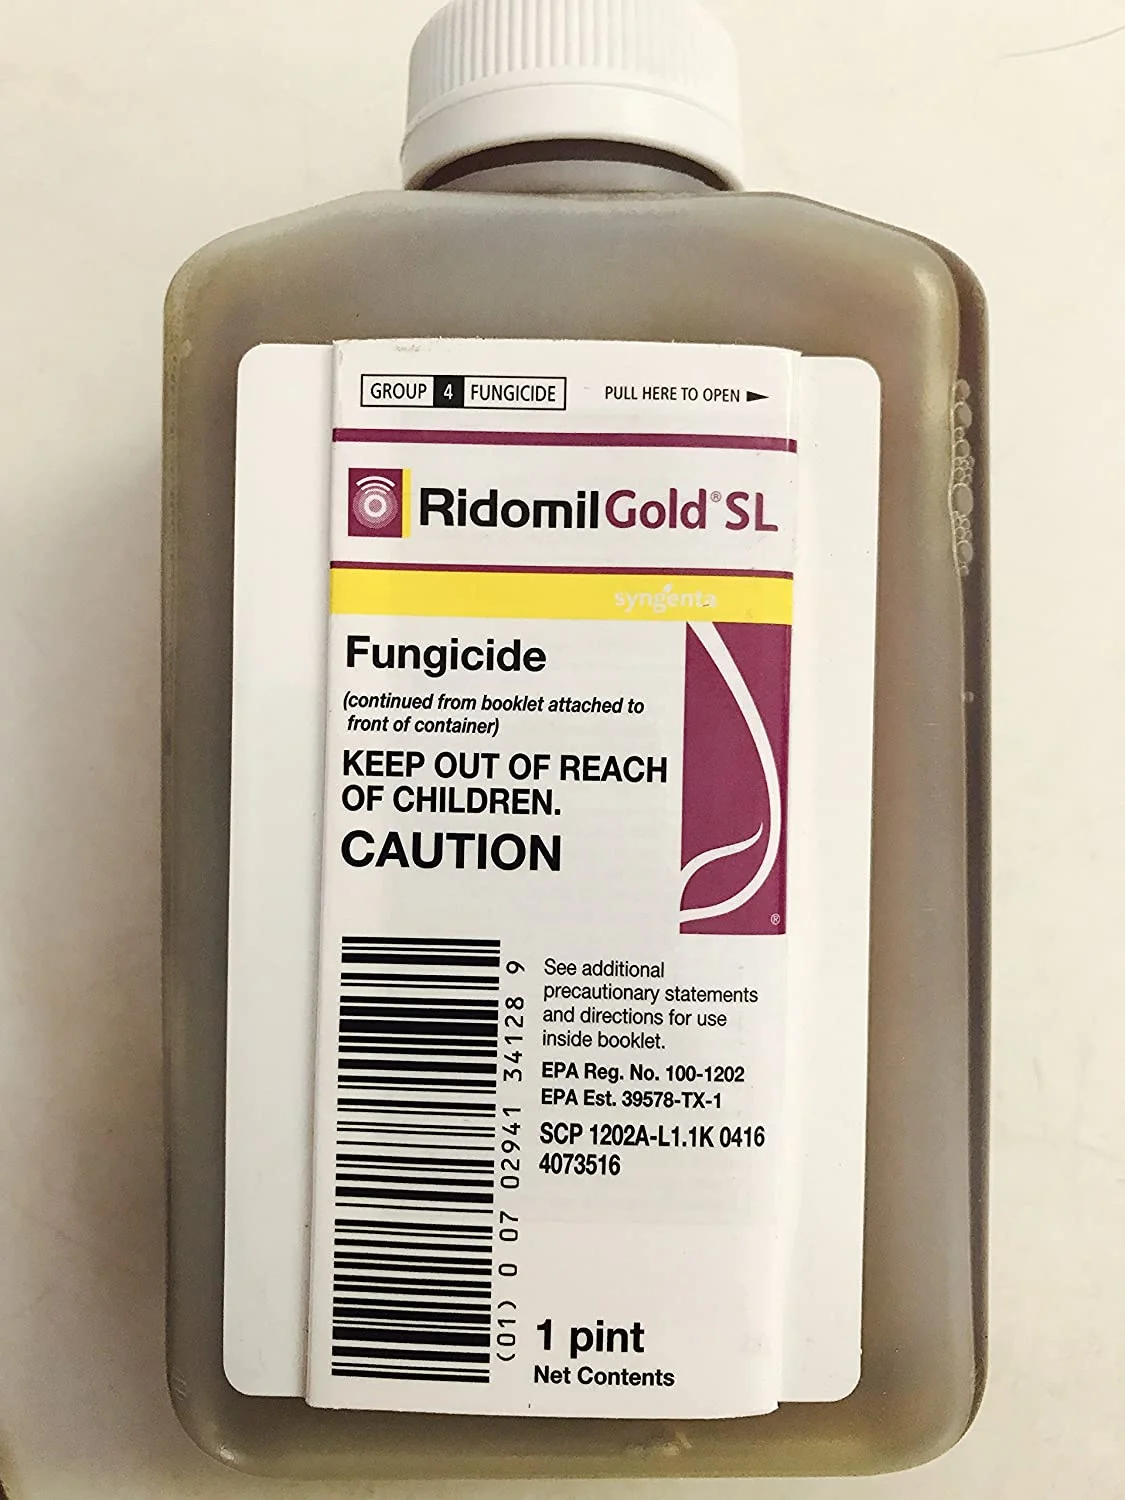 GROUP 4 FUNGICIDE PULL HERE TO OPEN
RidomilGold® SL
syngenta
Fungicide
(continued from booklet attached to
front of container)
KEEP OUT OF REACH
OF CHILDREN.
CAUTION
®
(01) 0 07 02941 34128 9
See additional
precautionary statements
and directions for use
inside booklet.
EPA Reg. No. 100-1202
EPA Est. 39578-TX-1
SCP 1202A-L1.1K 0416
4073516
1 pint
Net Contents